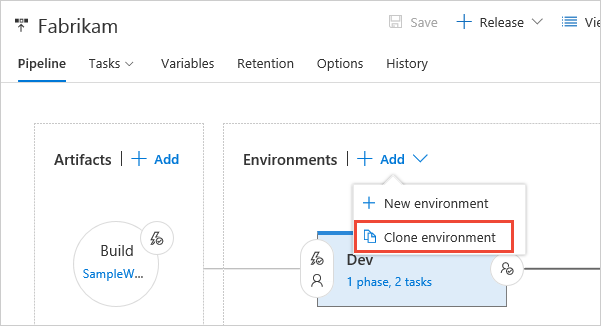 Fabrikam
Save
Release
Vie
Pipeline Tasks Variables Retention Options History
Artifacts Add
Environments Add
New environment
Clone environment
Build
SampleW...
Dev
1 phase, 2 tasks